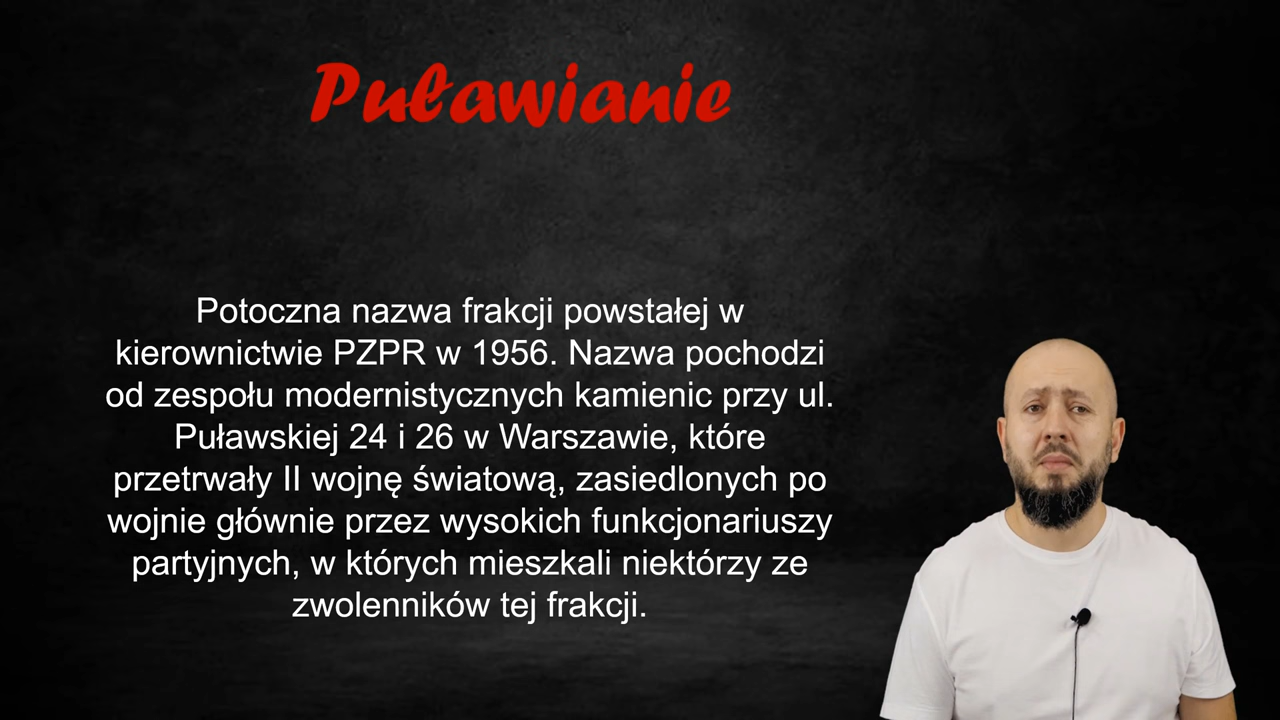 Puławianie
Potoczna nazwa frakcji powstałej w
kierownictwie PZPR w 1956. Nazwa pochodzi
od zespołu modernistycznych kamienic przy ul.
Puławskiej 24 i 26 w Warszawie, które
przetrwały II wojnę światową, zasiedlonych po
wojnie głównie przez wysokich funkcjonariuszy
partyjnych, w których mieszkali niektórzy ze
zwolenników tej frakcji.